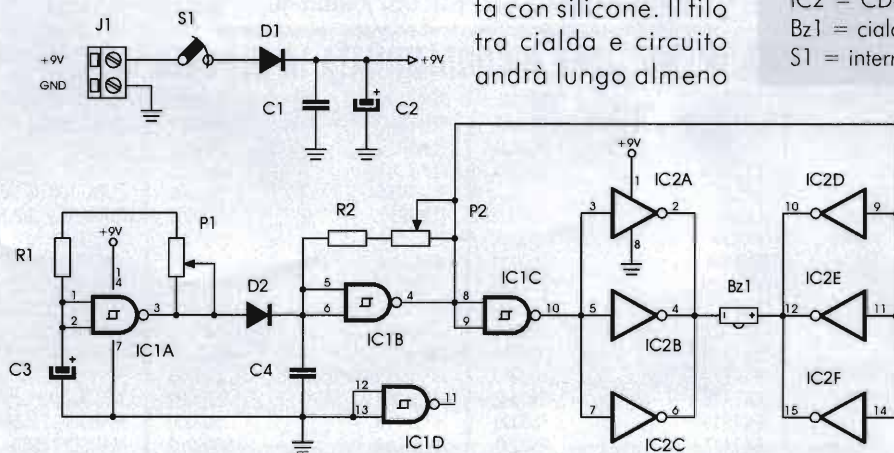 ta con silicone. Il filo
tra cialda e circuito
andrà lungo almeno
IC2 = CD
Bz1 =
S1 =
J1
S1
D1
+9V
GND
+9V
C1
+
C2
R1
+9V
P1
14
1
2
3
7
IC1A
C3
+
D2
C4
R2
P2
5
6
4
IC1B
12
13
11
IC1D
8
9
10
IC1C
+9V
1
IC2A
3
2
8
5
4
IC2B
7
6
IC2C
Bz1
- +
IC2D
10
9
IC2E
12
11
IC2F
15
14